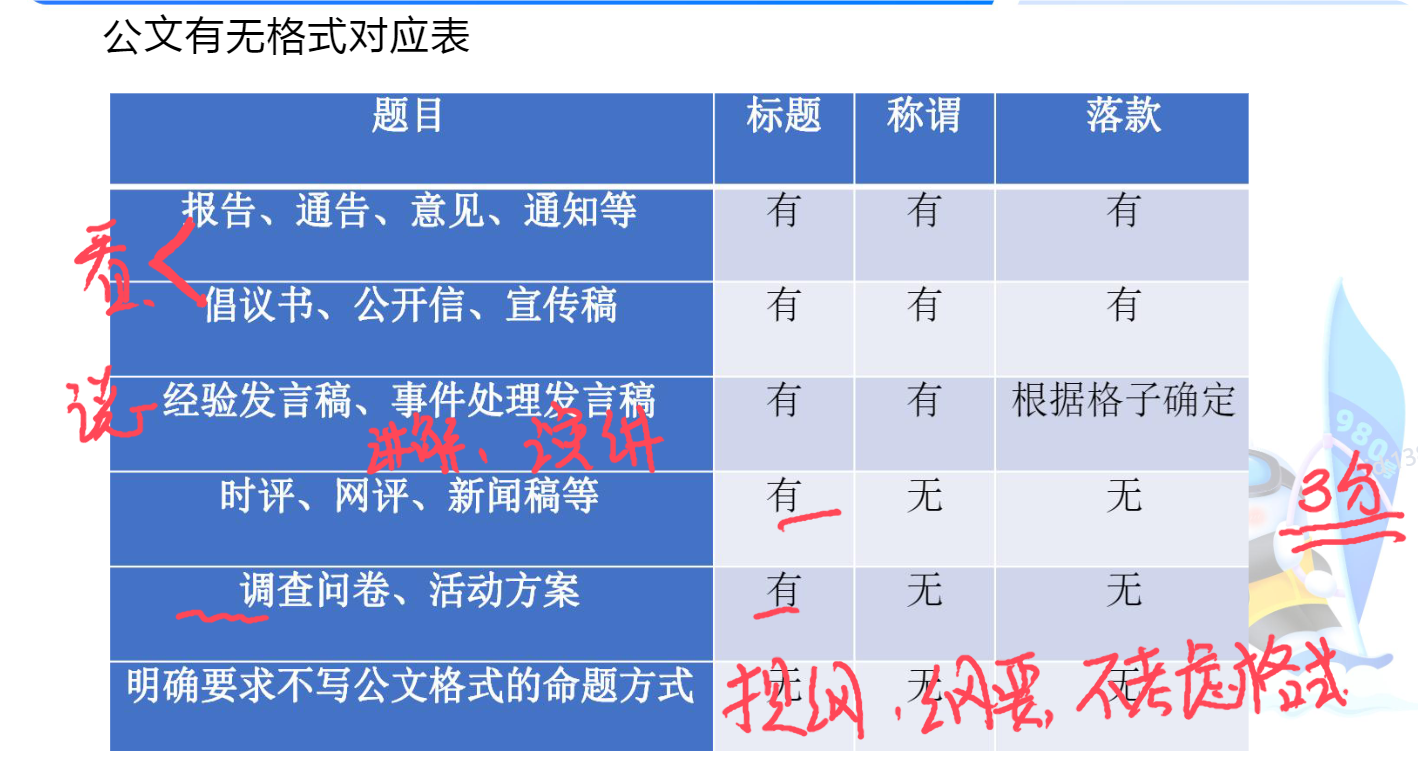 公文有无格式对应表
题目 标题 称谓 落款
报告、通告、意见、通知等 有 有 有
看
倡议书、公开信、宣传稿 有 有 有
说 经验发言稿、事件处理发言稿 有 有 根据格子确定
讲解、演讲
980号
时评、网评、新闻稿等 有 无 无
3分
调查问卷、活动方案 有 无 无
明确要求不写公文格式的命题方式 无 无 无
提纲、纲要,不考虑格式